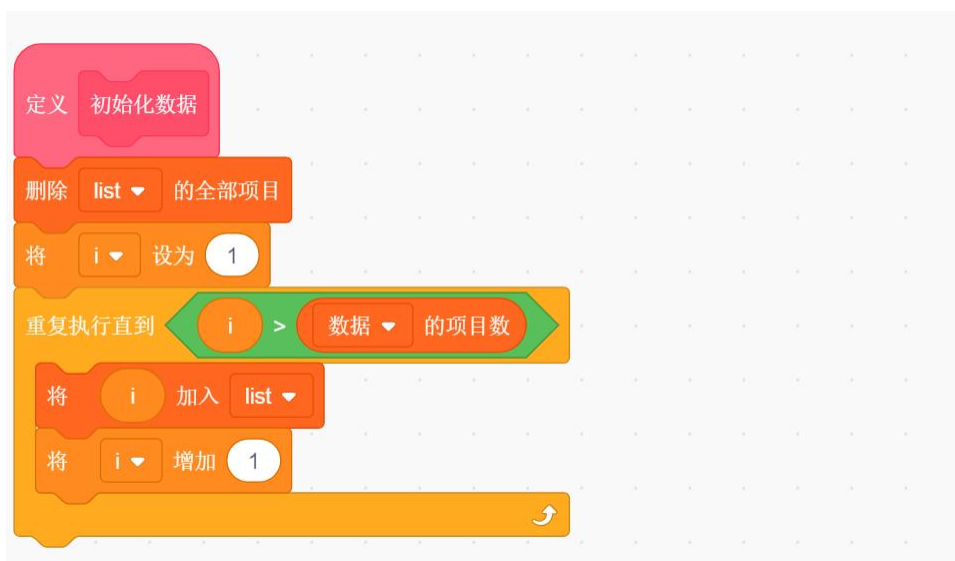 定义 初始化数据
删除 list 的全部项目
将 i 设为 1
重复执行直到 i > 数据 的项目数
将 i 加入 list
将 i 增加 1